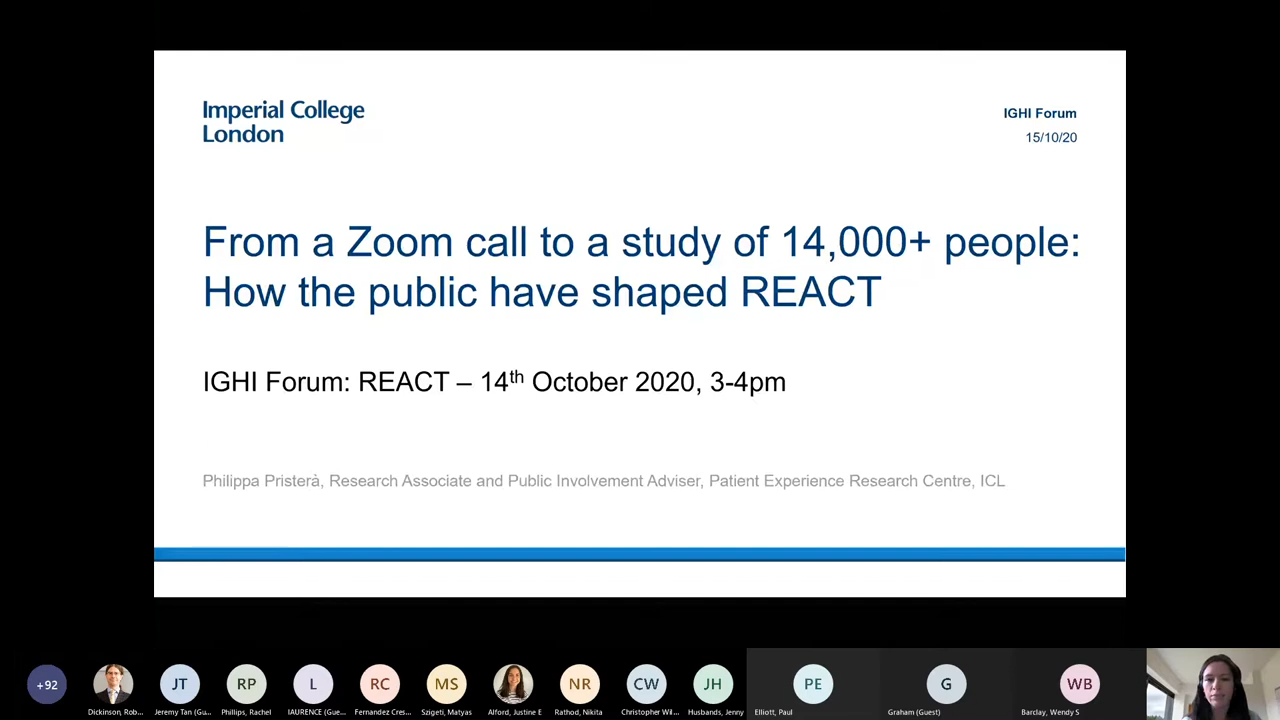 Imperial College
London
IGHI Forum
15/10/20
From a Zoom call to a study of 14,000+ people:
How the public have shaped REACT
IGHI Forum: REACT – 14th October 2020, 3-4pm
Philippa Pristerà, Research Associate and Public Involvement Adviser, Patient Experience Research Centre, ICL
+92
JT
RP
L
RC
MS
NR
CW
JH
PE
G
WB
Dickinson, Rob...
Jeremy Tan (Gu...
Phillips, Rachel
IAURENCE (Gue...
Fernandez Cres...
Szigeti, Matyas
Alford, Justine E
Rathod, Nikita
Christopher Wil...
Husbands, Jenny
Elliott, Paul
Graham (Guest)
Barclay, Wendy S